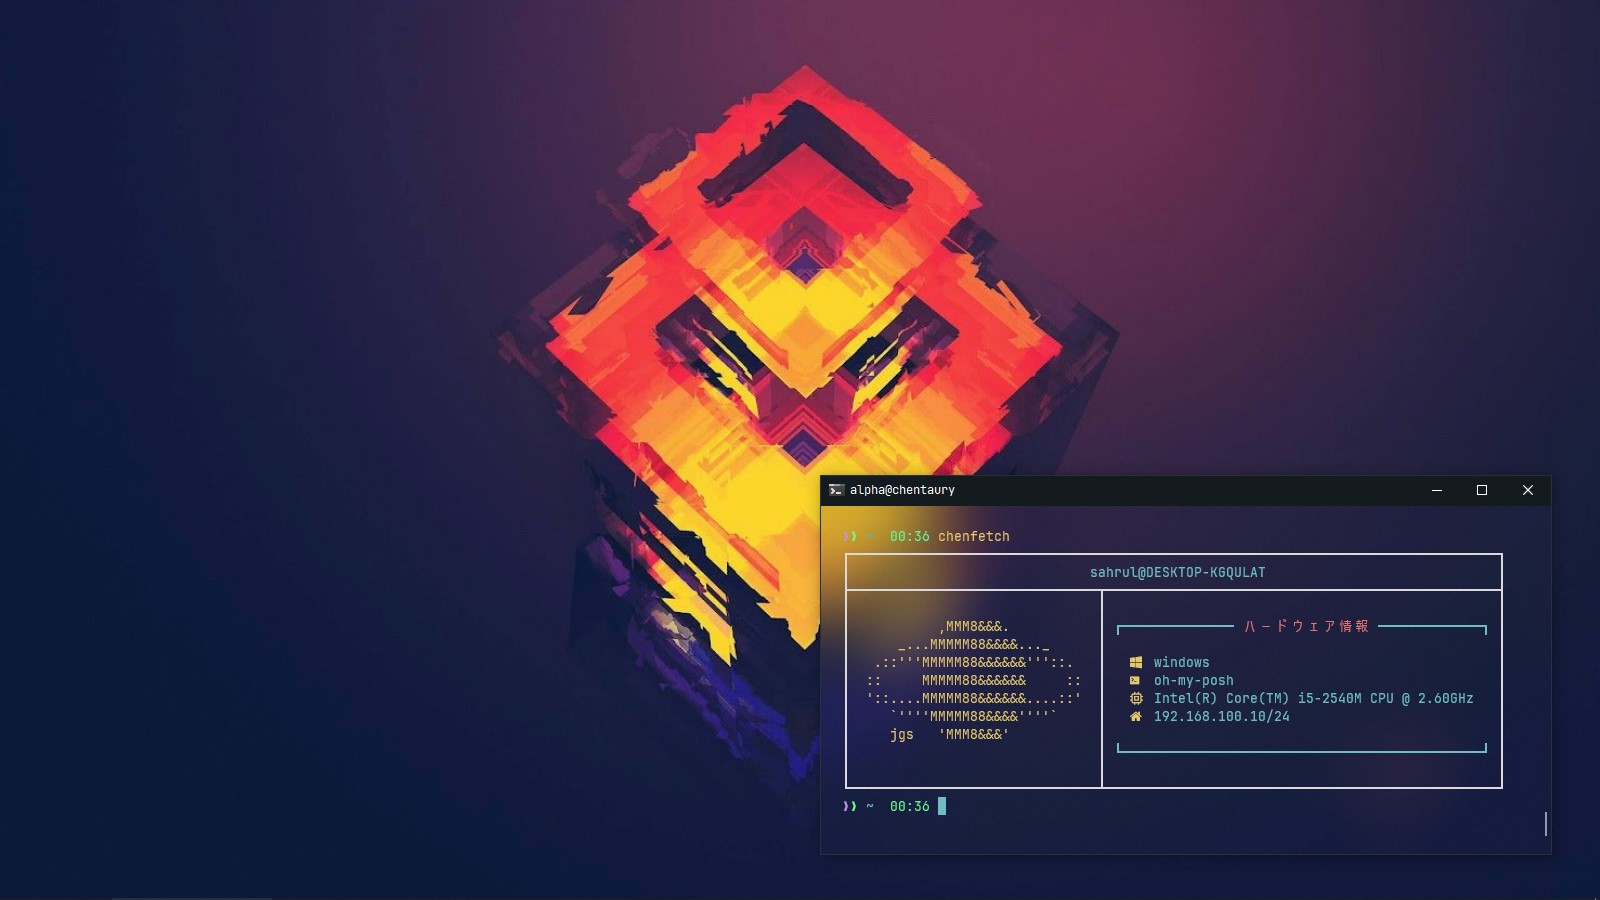 alpha@chentaury
❯❯ ~ 00:36 chenfetch
sahrul@DESKTOP-KGQULAT
,MMM8&&&.
_...MMMMM88&&&&..._
.::'''MMMMM88&&&&&&'''::.
::     MMMMM88&&&&&&     ::
'::....MMMMM88&&&&&&....::'
`''''MMMMM88&&&&''''`
jgs   'MMM8&&&'
ハードウェア情報
windows
oh-my-posh
Intel(R) Core(TM) i5-2540M CPU @ 2.60GHz
192.168.100.10/24
❯❯ ~ 00:36